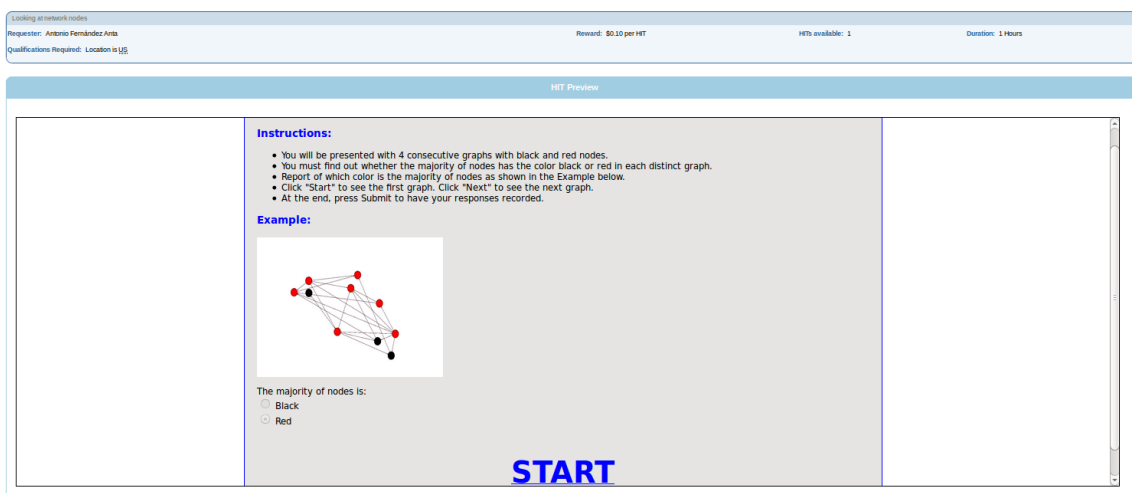 Looking at network nodes
Requester: Antonio Fernández Anta Reward: $0.10 per HIT HITs available: 1 Duration: 1 Hours
Qualifications Required: Location is US
HIT Preview
Instructions:
• You will be presented with 4 consecutive graphs with black and red nodes.
• You must find out whether the majority of nodes has the color black or red in each distinct graph.
• Report of which color is the majority of nodes as shown in the Example below.
• Click "Start" to see the first graph. Click "Next" to see the next graph.
• At the end, press Submit to have your responses recorded.
Example:
The majority of nodes is:
Black
Red
START